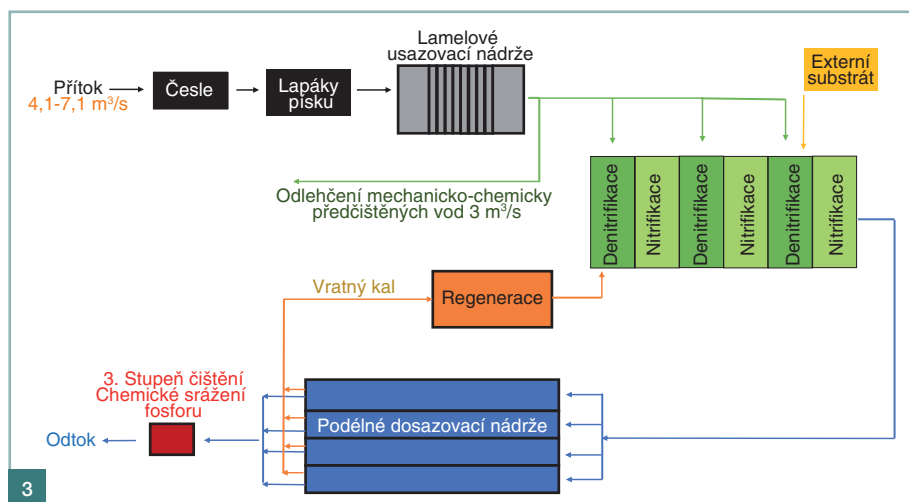 Lamelové
usazovací nádrže
Externí
substrát
Přítok
4,1-7,1 m³/s
Česle
Lapáky
písku
Odlehčení mechanicko-chemicky
předčištěných vod 3 m³/s
Denitrifikace
Nitrifikace
Denitrifikace
Nitrifikace
Denitrifikace
Nitrifikace
Vratný kal
Regenerace
3. Stupeň čištění
Chemické srážení
fosforu
Odtok
Podélné dosazovací nádrže
3